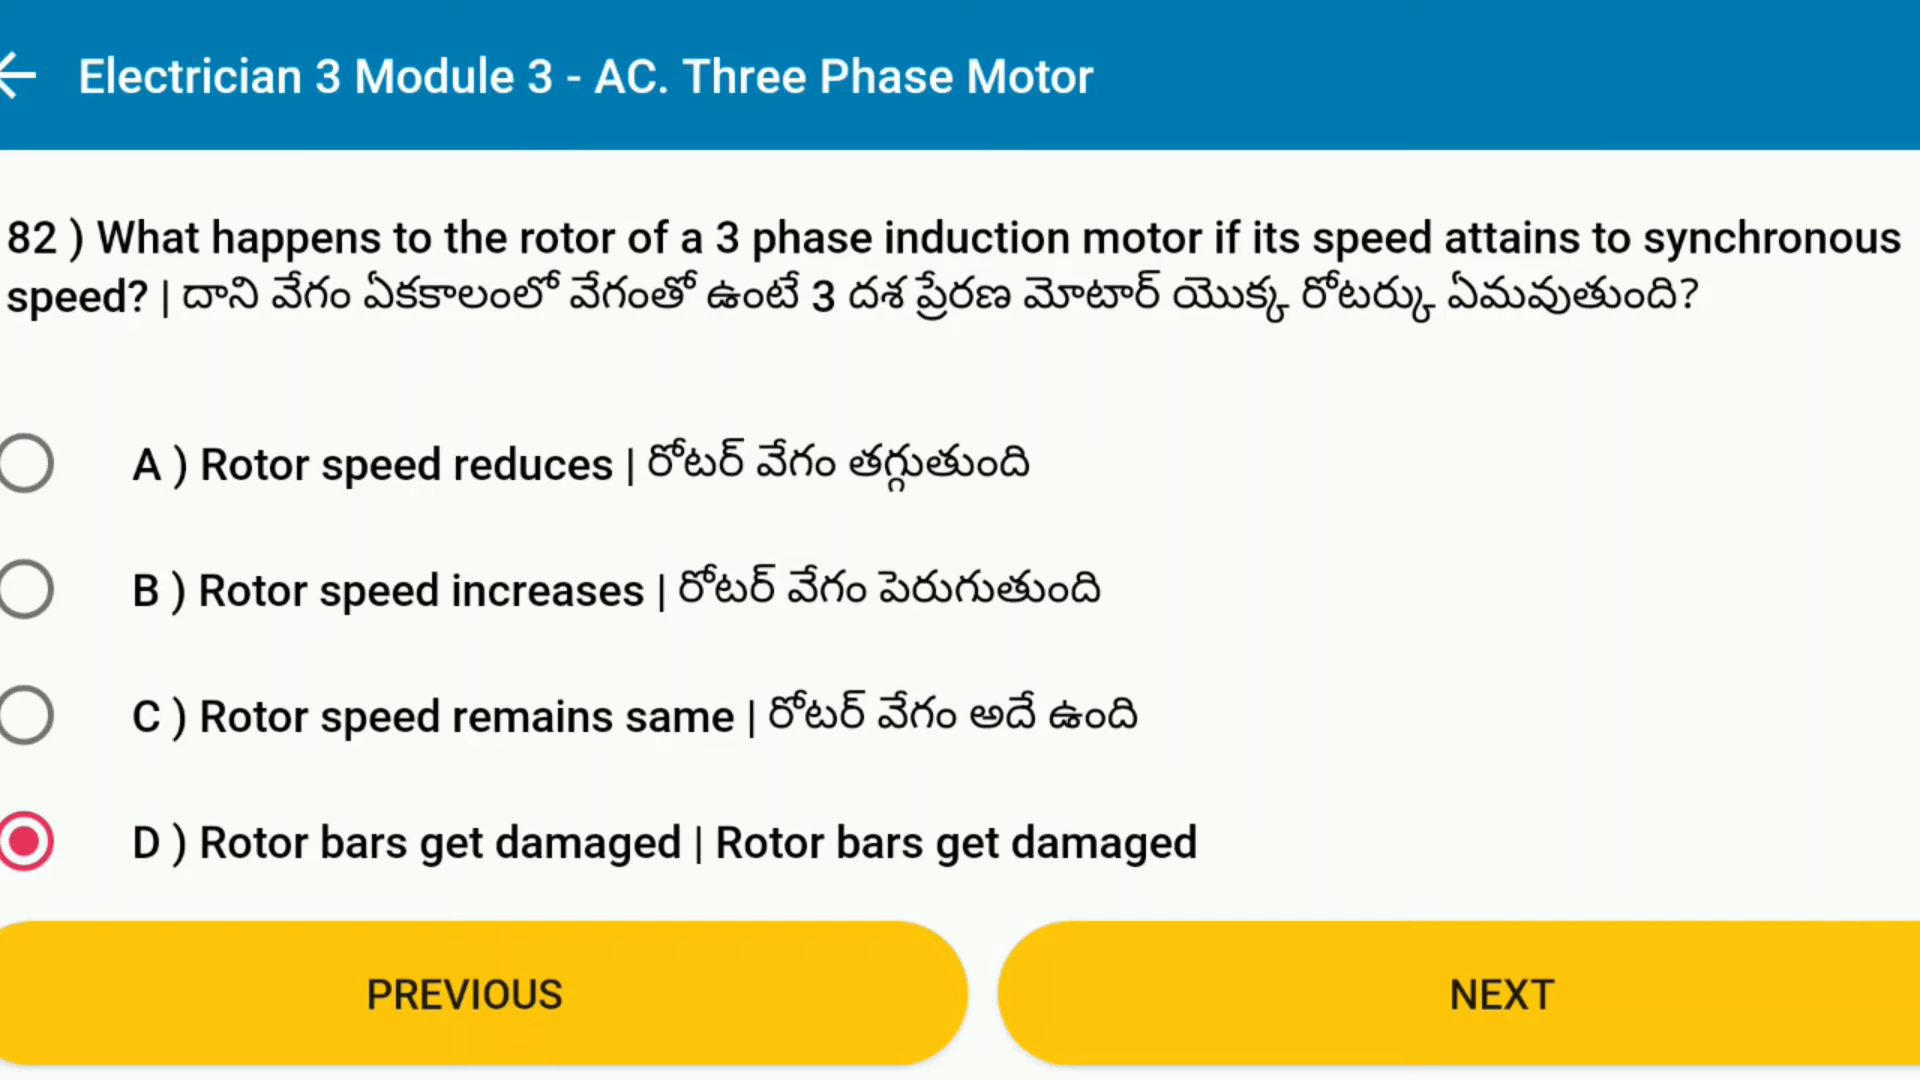 Electrician 3 Module 3 - AC. Three Phase Motor
82 ) What happens to the rotor of a 3 phase induction motor if its speed attains to synchronous
speed? | దాని వేగం ఏకకాలంలో వేగంతో ఉంటే 3 దశ ప్రేరణ మోటార్ యొక్క రోటర్కు ఏమవుతుంది?
A ) Rotor speed reduces | రోటర్ వేగం తగ్గుతుంది
B ) Rotor speed increases | రోటర్ వేగం పెరుగుతుంది
C ) Rotor speed remains same | రోటర్ వేగం అదే ఉంది
D ) Rotor bars get damaged | Rotor bars get damaged
PREVIOUS NEXT